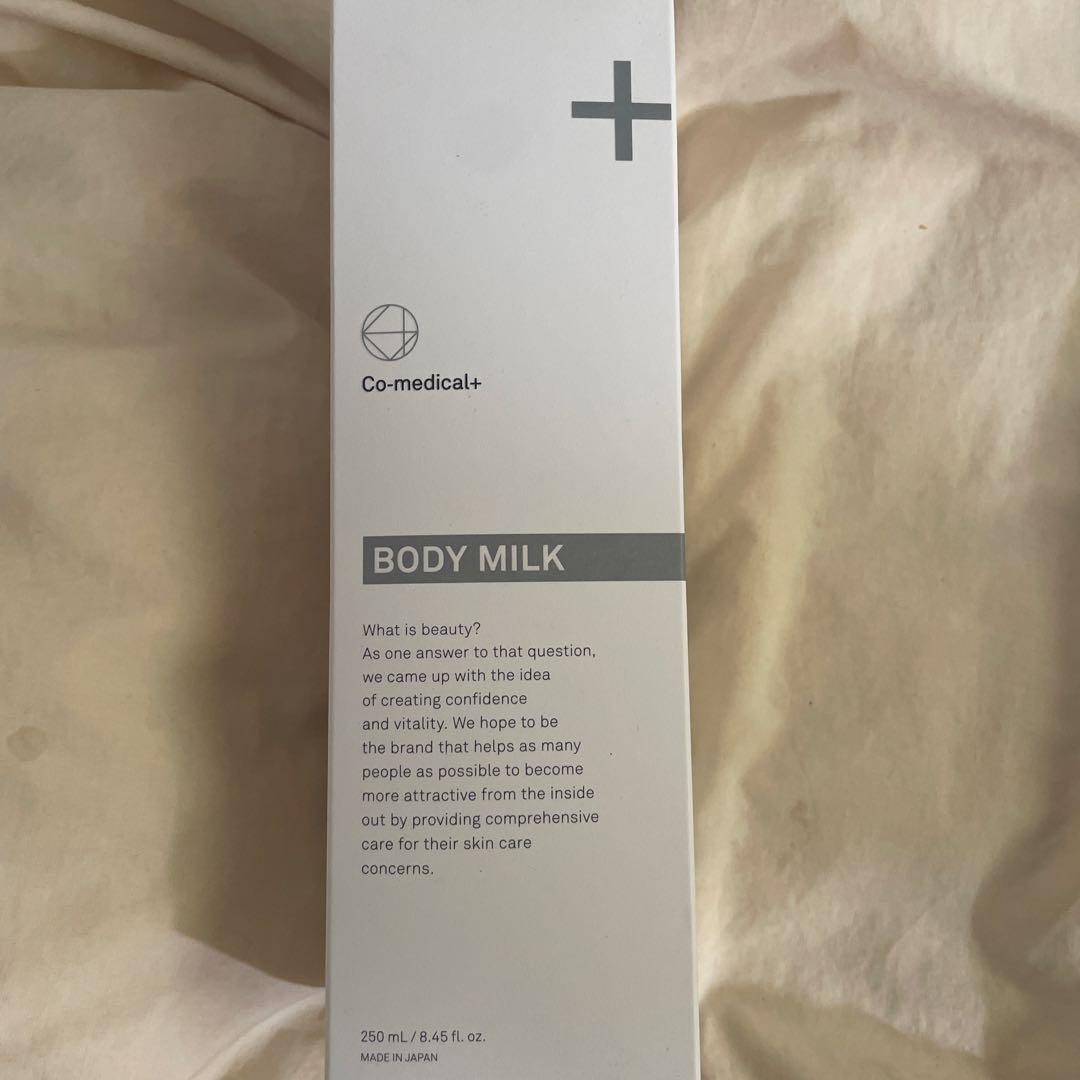 Co-medical+
BODY MILK
What is beauty?
As one answer to that question,
we came up with the idea
of creating confidence
and vitality. We hope to be
the brand that helps as many
people as possible to become
more attractive from the inside
out by providing comprehensive
care for their skin care
concerns.
250 mL / 8.45 fl. oz.
MADE IN JAPAN